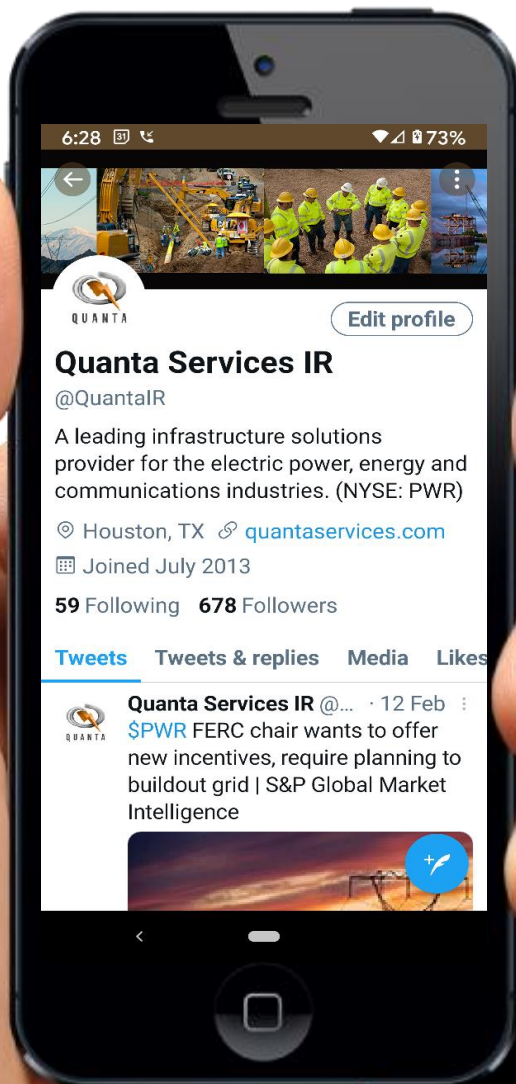 6:28 31 73%
QUANTA
Edit profile
Quanta Services IR
@QuantaIR
A leading infrastructure solutions
provider for the electric power, energy and
communications industries. (NYSE: PWR)
Houston, TX quantaservices.com
Joined July 2013
59 Following 678 Followers
Tweets Tweets & replies Media Likes
Quanta Services IR @... · 12 Feb
QUANTA
$PWR FERC chair wants to offer
new incentives, require planning to
buildout grid | S&P Global Market
Intelligence